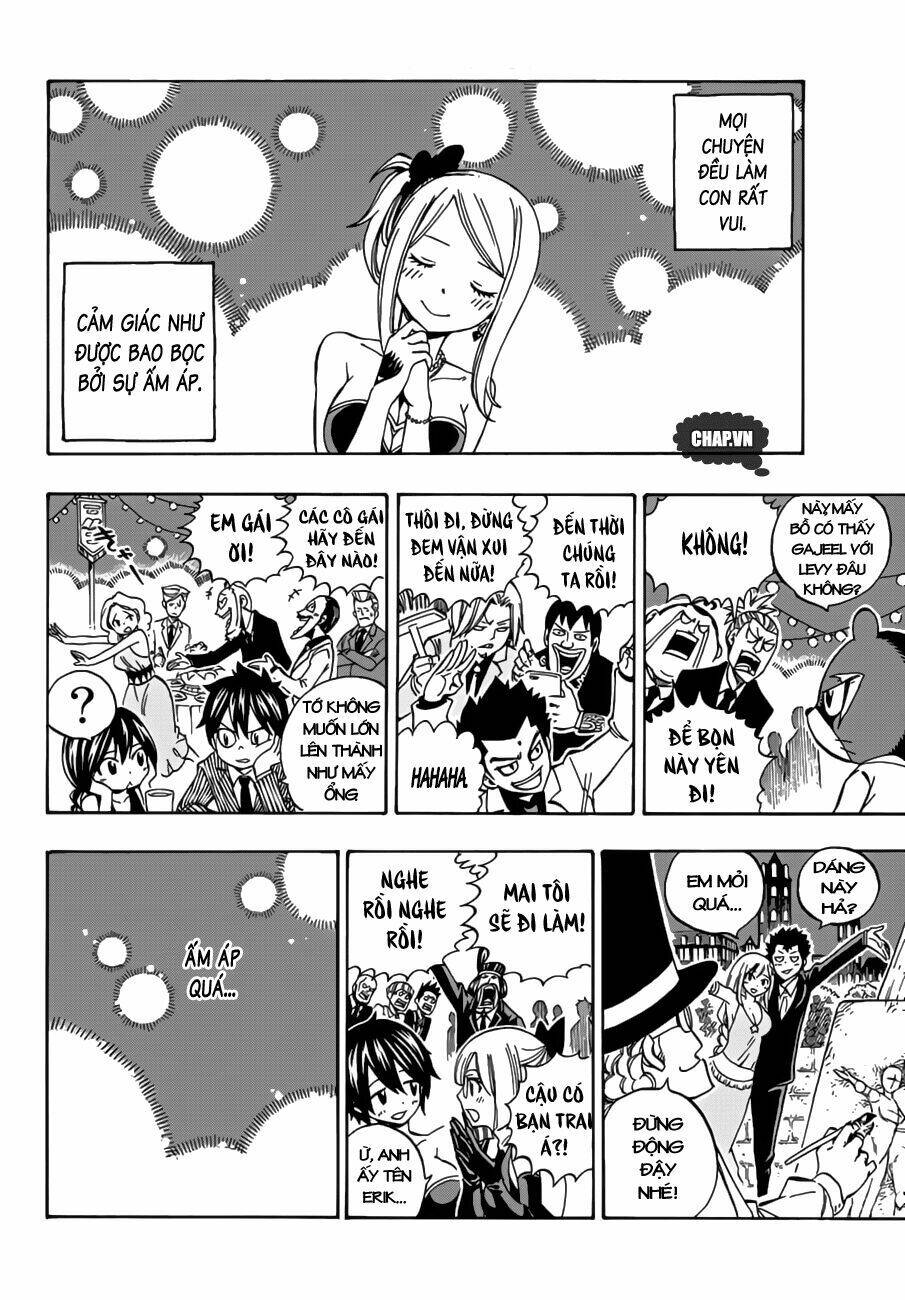 MỌI
CHUYỆN
ĐỀU LÀM
CON RẤT
VUI.
CẢM GIÁC NHƯ
ĐƯỢC BAO BỌC
BỞI SỰ ẤM ÁP.
CHAP.VN
NÀY, MẤY
BỒ CÓ THẤY
GAJEEL VỚI
LEVY ĐÂU
KHÔNG?
KHÔNG!
ĐỂ BỌN
NÀY YÊN
ĐI!
ĐẾN THỜI
CHÚNG
TA RỒI!
THÔI ĐI, ĐỪNG
ĐEM VẬN XUI
ĐẾN NỮA!
HAHAHA.
CÁC CÔ GÁI
HÃY ĐẾN
ĐÂY NÀO!
EM GÁI
ƠI!
?
TỚ KHÔNG
MUỐN LỚN
LÊN THÀNH
NHƯ MẤY
ỔNG.
DÁNG
NÀY
HẢ?
EM MỎI
QUÁ...
ĐỪNG
ĐỘNG
ĐẬY
NHÉ!
MAI TÔI
SẼ ĐI LÀM!
NGHE
RỒI NGHE
RỒI!
CẬU CÓ
BẠN TRAI
Á?!
Ừ, ANH
ẤY TÊN
ERIK...
ẤM ÁP
QUÁ...